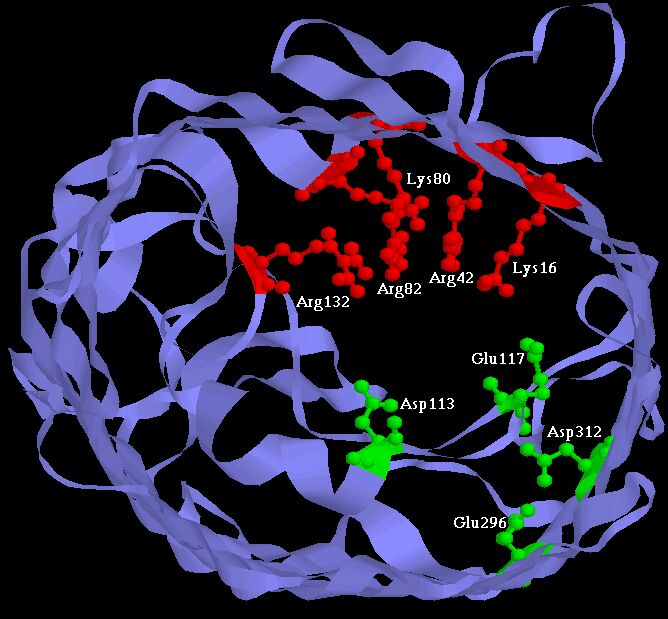 Lys80
Lys16
Arg42
Arg82
Arg132
Glu117
Asp113
Asp312
Glu296